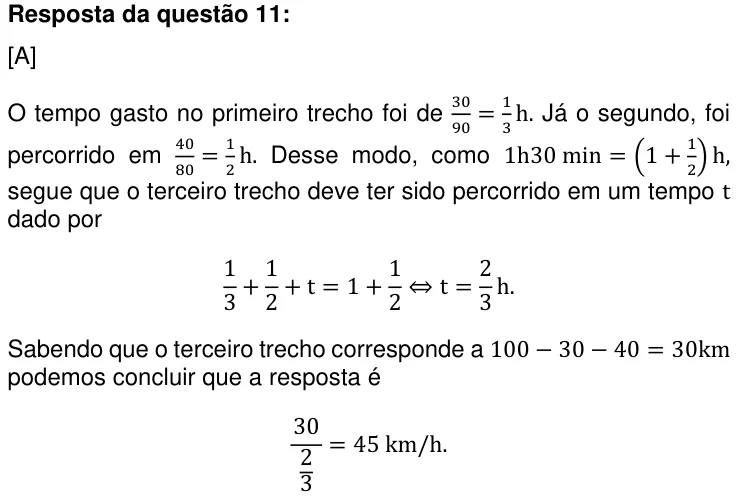 Resposta da questão 11:
[A]
O tempo gasto no primeiro trecho foi de 30/90 = 1/3 h. Já o segundo, foi
percorrido em 40/80 = 1/2 h. Desse modo, como 1h30 min = (1 + 1/2) h,
segue que o terceiro trecho deve ter sido percorrido em um tempo t
dado por
1/3 + 1/2 + t = 1 + 1/2 ⇔ t = 2/3 h.
Sabendo que o terceiro trecho corresponde a 100 − 30 − 40 = 30km
podemos concluir que a resposta é
30/(2/3) = 45 km/h.